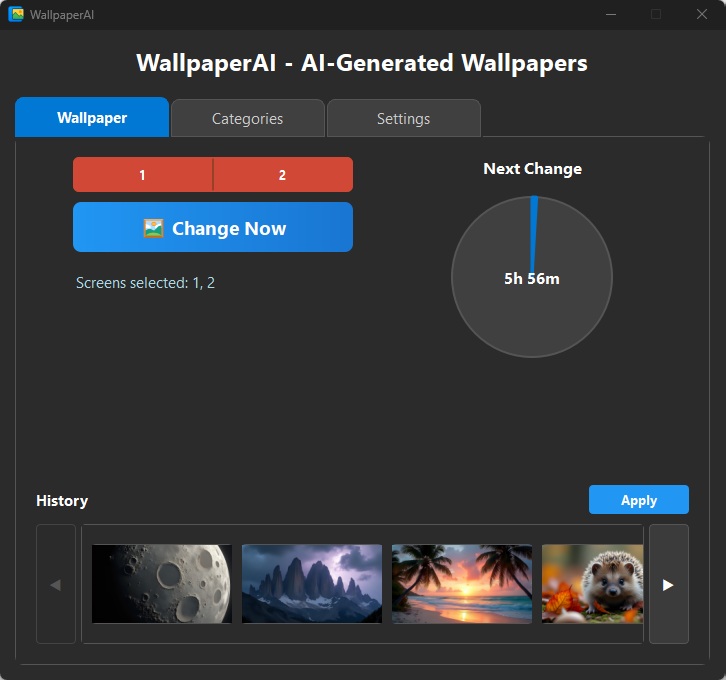 WallpaperAI
WallpaperAI - AI-Generated Wallpapers
Wallpaper
Categories
Settings
1
2
Next Change
Change Now
Screens selected: 1, 2
5h 56m
History
Apply